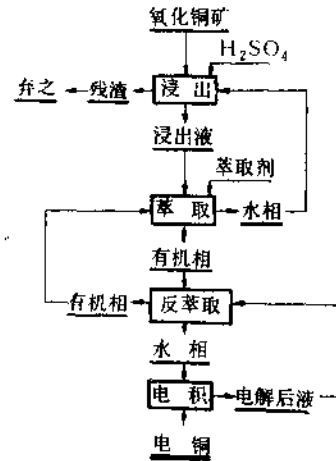 氧化铜矿
H₂SO₄
弃之 残渣 浸出
浸出液
萃取剂
萃取 水相
有机相
有机相 反萃取
水相
电积 电解后液
电铜